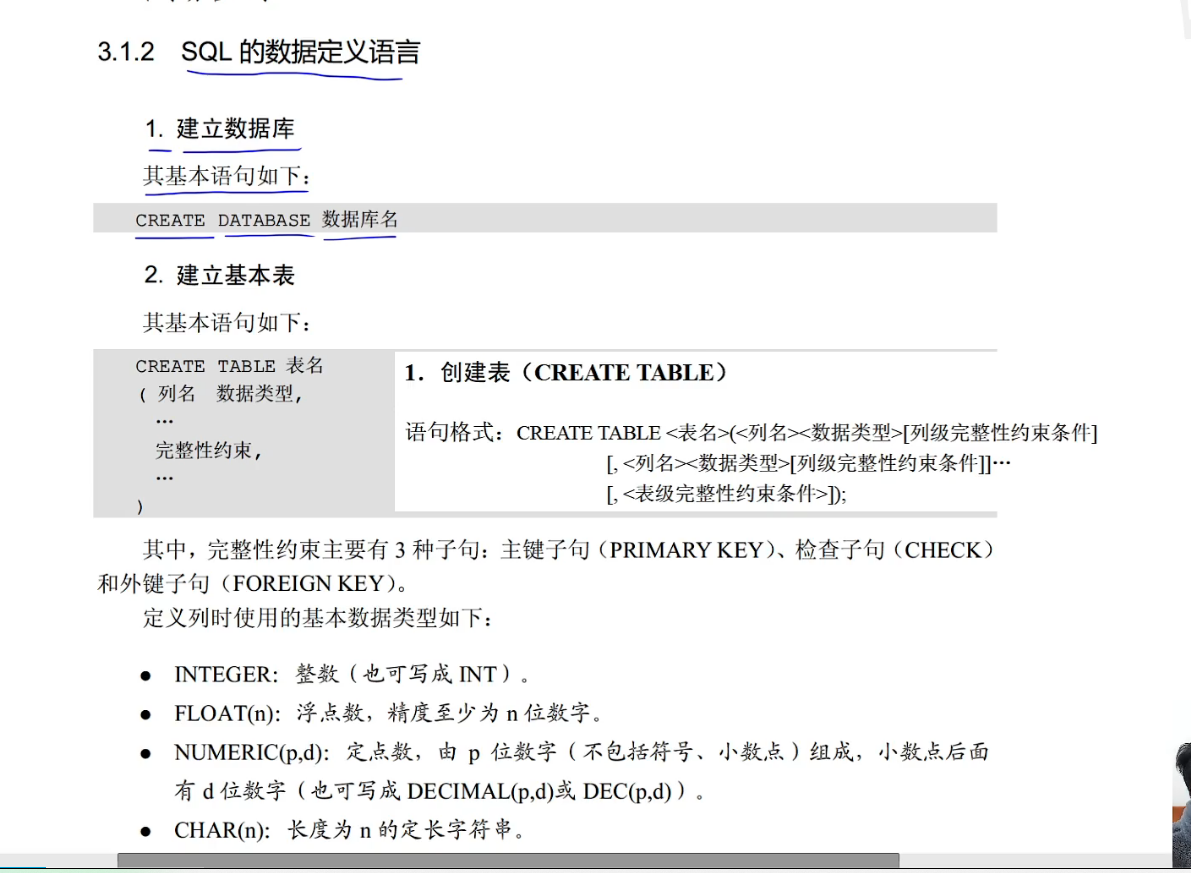 3.1.2 SQL 的数据定义语言
1. 建立数据库
其基本语句如下：
CREATE DATABASE 数据库名
2. 建立基本表
其基本语句如下：
CREATE TABLE 表名
( 列名 数据类型,
…
完整性约束,
…
)
1．创建表（CREATE TABLE）
语句格式：CREATE TABLE <表名>(<列名><数据类型>[列级完整性约束条件]
[, <列名><数据类型>[列级完整性约束条件]]…
[, <表级完整性约束条件>]);
其中，完整性约束主要有 3 种子句：主键子句（PRIMARY KEY）、检查子句（CHECK）
和外键子句（FOREIGN KEY）。
定义列时使用的基本数据类型如下：
● INTEGER：整数（也可写成 INT）。
● FLOAT(n)：浮点数，精度至少为 n 位数字。
● NUMERIC(p,d)：定点数，由 p 位数字（不包括符号、小数点）组成，小数点后面
有 d 位数字（也可写成 DECIMAL(p,d)或 DEC(p,d)）。
● CHAR(n)：长度为 n 的定长字符串。